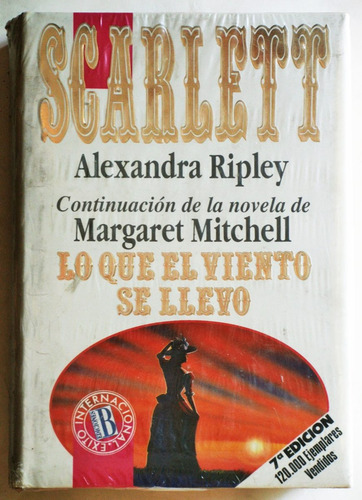 SCARLETT
Alexandra Ripley
Continuación de la novela de
Margaret Mitchell
LO QUE EL VIENTO
SE LLEVO
EXITO INTERNACIONAL
B
7ª EDICION
120.000 Ejemplares
Vendidos